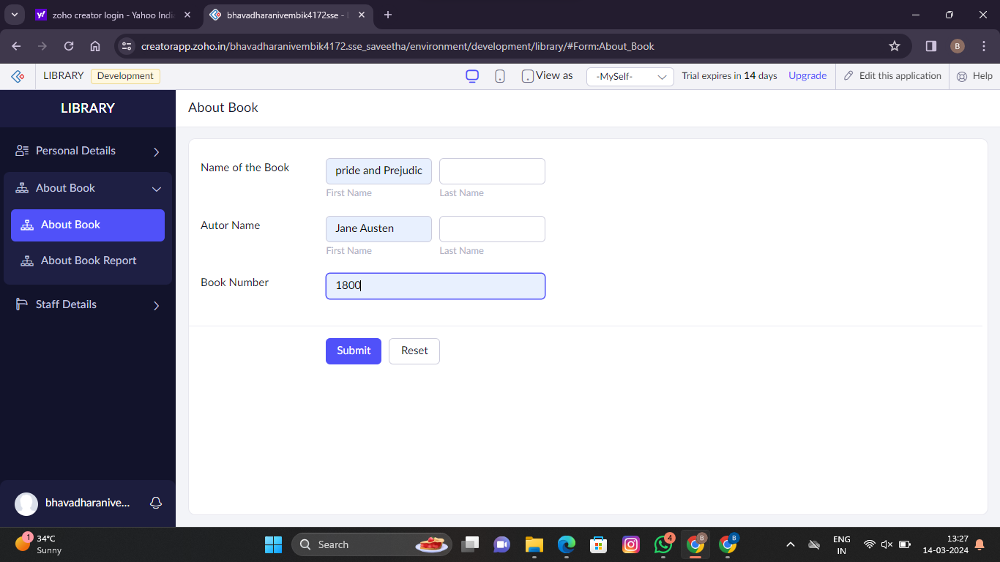 zoho creator login - Yahoo Indi
bhavadharanivembik4172sse -
creatorapp.zoho.in/bhavadharanivembik4172.sse_saveetha/environment/development/library/#Form:About_Book
B
LIBRARY Development View as -MySelf- Trial expires in 14 days Upgrade Edit this application Help
LIBRARY
Personal Details
About Book
About Book
About Book Report
Staff Details
bhavadharanive...
About Book
Name of the Book pride and Prejudic
First Name Last Name
Autor Name Jane Austen
First Name Last Name
Book Number 1800
Submit Reset
1
34°C
Sunny
Search
4
B
B
ENG
IN
13:27
14-03-2024